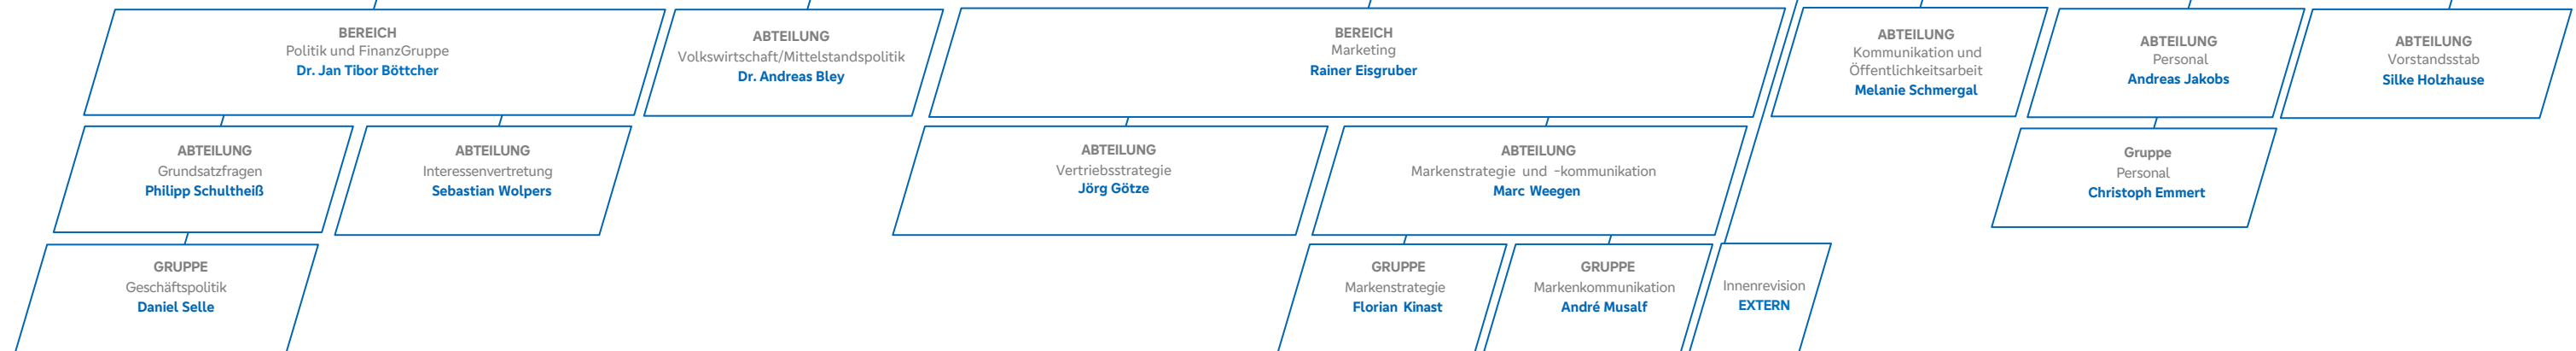 BEREICH
Politik und FinanzGruppe
Dr. Jan Tibor Böttcher
ABTEILUNG
Volkswirtschaft/Mittelstandspolitik
Dr. Andreas Bley
BEREICH
Marketing
Rainer Eisgruber
ABTEILUNG
Kommunikation und
Öffentlichkeitsarbeit
Melanie Schmergal
ABTEILUNG
Personal
Andreas Jakobs
ABTEILUNG
Vorstandsstab
Silke Holzhause
ABTEILUNG
Grundsatzfragen
Philipp Schultheiß
ABTEILUNG
Interessenvertretung
Sebastian Wolpers
ABTEILUNG
Vertriebsstrategie
Jörg Götze
ABTEILUNG
Markenstrategie und -kommunikation
Marc Weegen
Gruppe
Personal
Christoph Emmert
GRUPPE
Geschäftspolitik
Daniel Selle
GRUPPE
Markenstrategie
Florian Kinast
GRUPPE
Markenkommunikation
André Musalf
Innenrevision
EXTERN